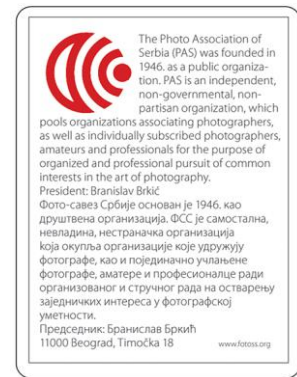 The Photo Association of
Serbia (PAS) was founded in
1946. as a public organiza-
tion. PAS is an independent,
non-governmental, non-
partisan organization, which
pools organizations associating photographers,
as well as individually subscribed photographers,
amateurs and professionals for the purpose of
organized and professional pursuit of common
interests in the art of photography.
President: Branislav Brkić
Фото-савез Србије основан је 1946. као
друштвена организација. ФСС је самостална,
невладина, нестраначка организација
која окупља организације које удружују
фотографе, као и појединачно учлањене
фотографе, аматере и професионалце ради
организованог и стручног рада на остварењу
заједничких интереса у фотографској
уметности.
Председник: Бранислав Бркић
11000 Beograd, Timočka 18 www.fotoss.org